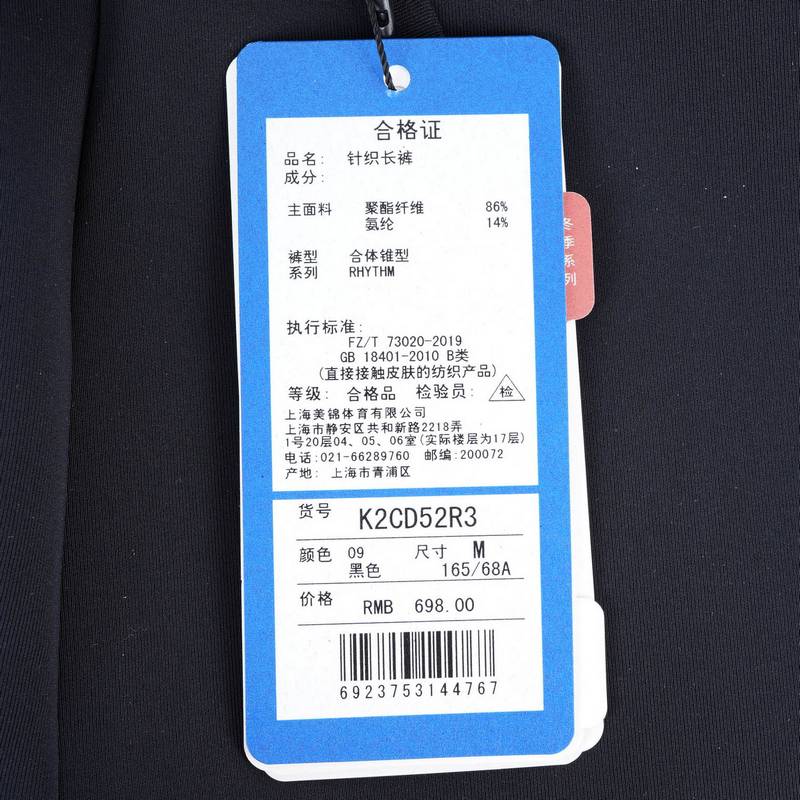 合格证
品名: 针织长裤
成分:
主面料 聚酯纤维 86%
氨纶 14%
裤型 合体锥型
系列 RHYTHM
执行标准:
FZ/T 73020-2019
GB 18401-2010 B类
(直接接触皮肤的纺织产品)
等级: 合格品 检验员: 检
上海美锦体育有限公司
上海市静安区共和新路2218弄
1号20层04、05、06室(实际楼层为17层)
电话:021-66289760 邮编:200072
产地: 上海市青浦区
货号 K2CD52R3
颜色 09 尺寸 M
黑色 165/68A
价格 RMB 698.00
6923753144767
冬季系列